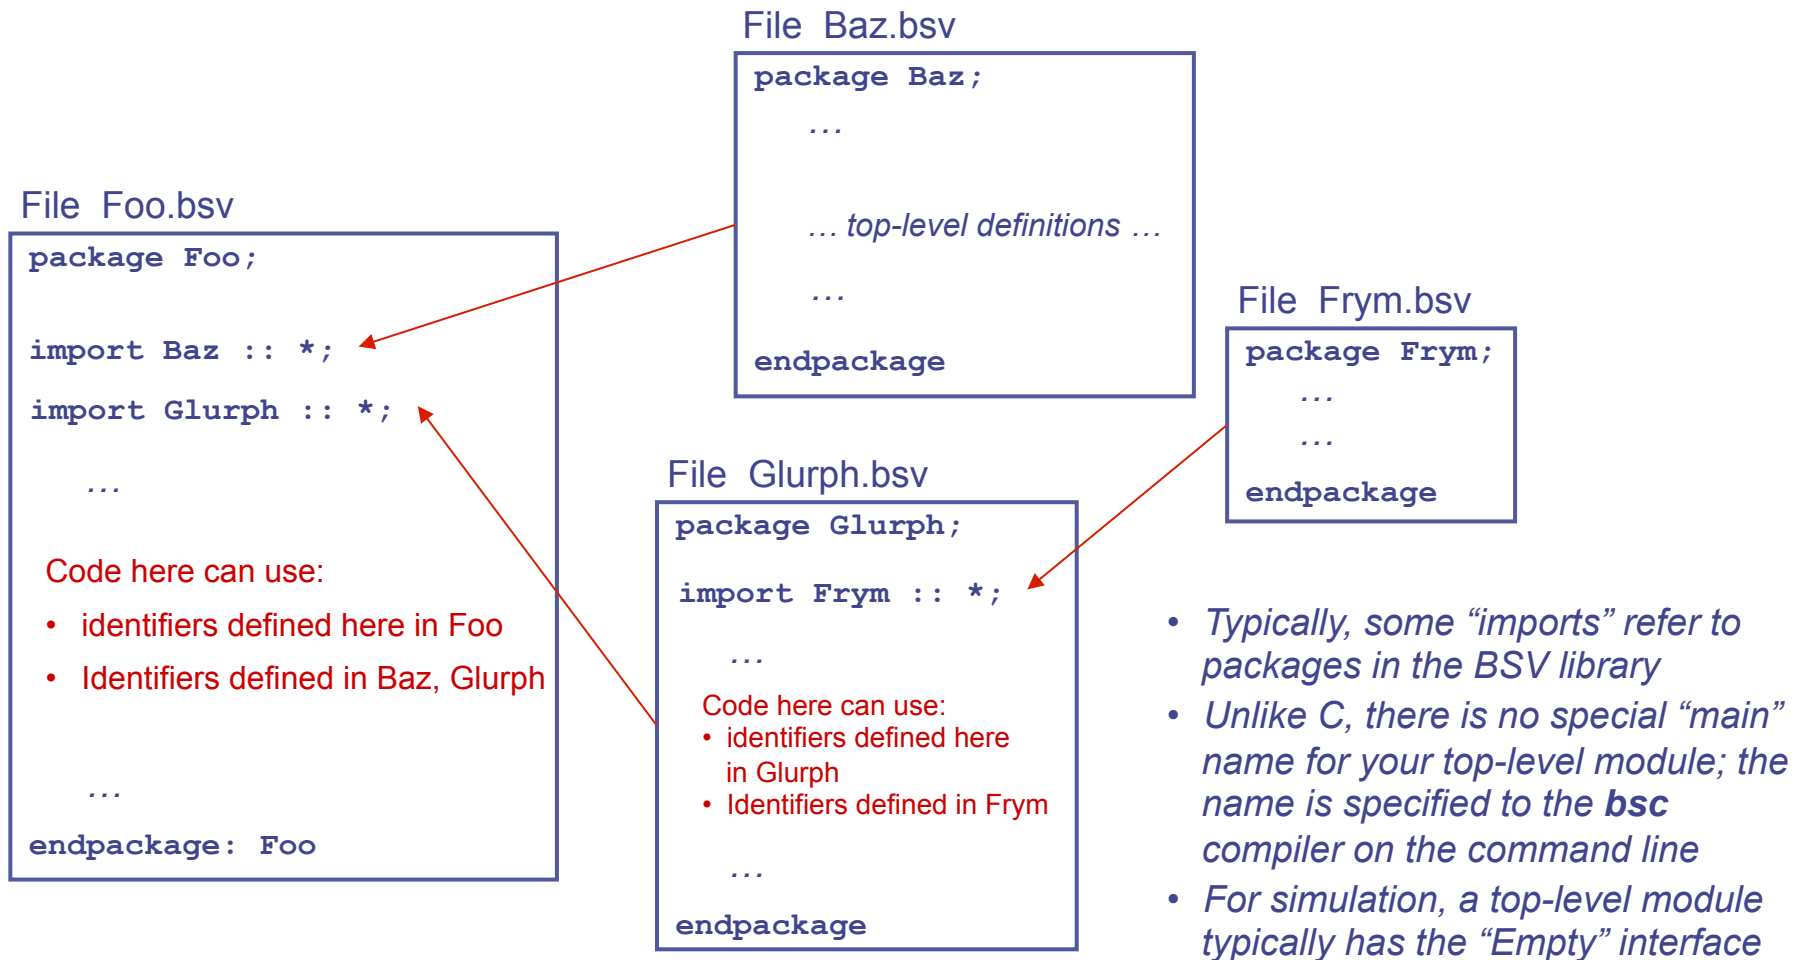 File Baz.bsv
package Baz;
…
… top-level definitions …
…
endpackage
File Foo.bsv
package Foo;
import Baz :: *;
import Glurph :: *;
…
Code here can use:
• identifiers defined here in Foo
• Identifiers defined in Baz, Glurph
…
endpackage: Foo
File Frym.bsv
package Frym;
…
…
endpackage
File Glurph.bsv
package Glurph;
import Frym :: *;
…
Code here can use:
• identifiers defined here
in Glurph
• Identifiers defined in Frym
…
endpackage
• Typically, some “imports” refer to
packages in the BSV library
• Unlike C, there is no special “main”
name for your top-level module; the
name is specified to the bsc
compiler on the command line
• For simulation, a top-level module
typically has the “Empty” interface